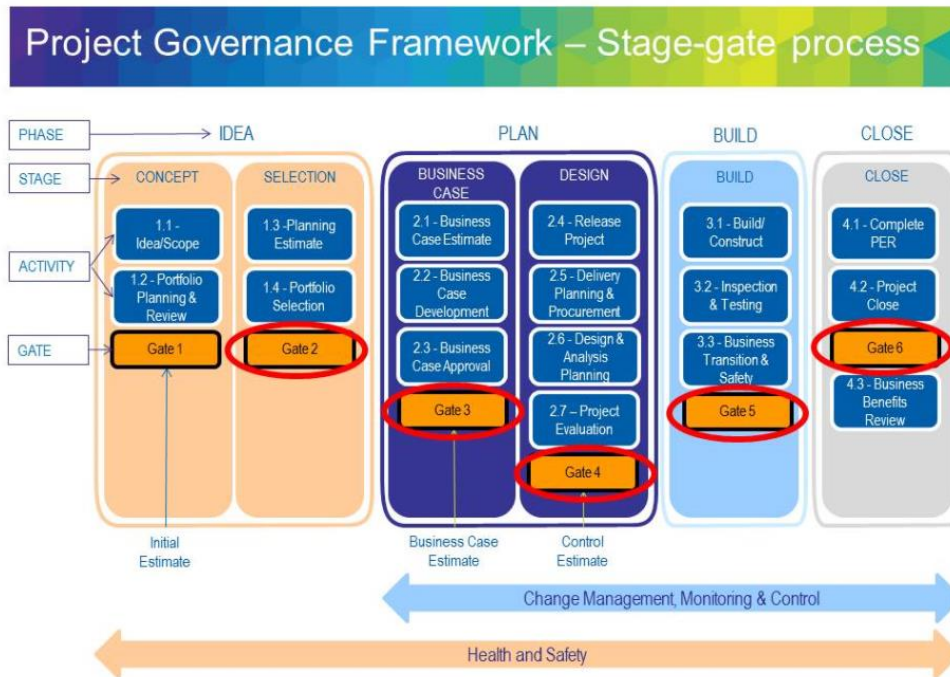 Project Governance Framework – Stage-gate process
PHASE
IDEA
PLAN
BUILD
CLOSE
STAGE
CONCEPT
SELECTION
BUSINESS
CASE
DESIGN
BUILD
CLOSE
ACTIVITY
1.1 -
Idea/Scope
1.2 - Portfolio
Planning &
Review
GATE
Gate 1
1.3 -Planning
Estimate
1.4 - Portfolio
Selection
Gate 2
2.1 - Business
Case Estimate
2.2 - Business
Case
Development
2.3 - Business
Case Approval
Gate 3
2.4 - Release
Project
2.5 - Delivery
Planning &
Procurement
2.6 - Design &
Analysis
Planning
2.7 – Project
Evaluation
Gate 4
3.1 - Build/
Construct
3.2 - Inspection
& Testing
3.3 - Business
Transition &
Safety
Gate 5
4.1 - Complete
PER
4.2 - Project
Close
Gate 6
4.3 - Business
Benefits
Review
Initial
Estimate
Business Case
Estimate
Control
Estimate
Change Management, Monitoring & Control
Health and Safety